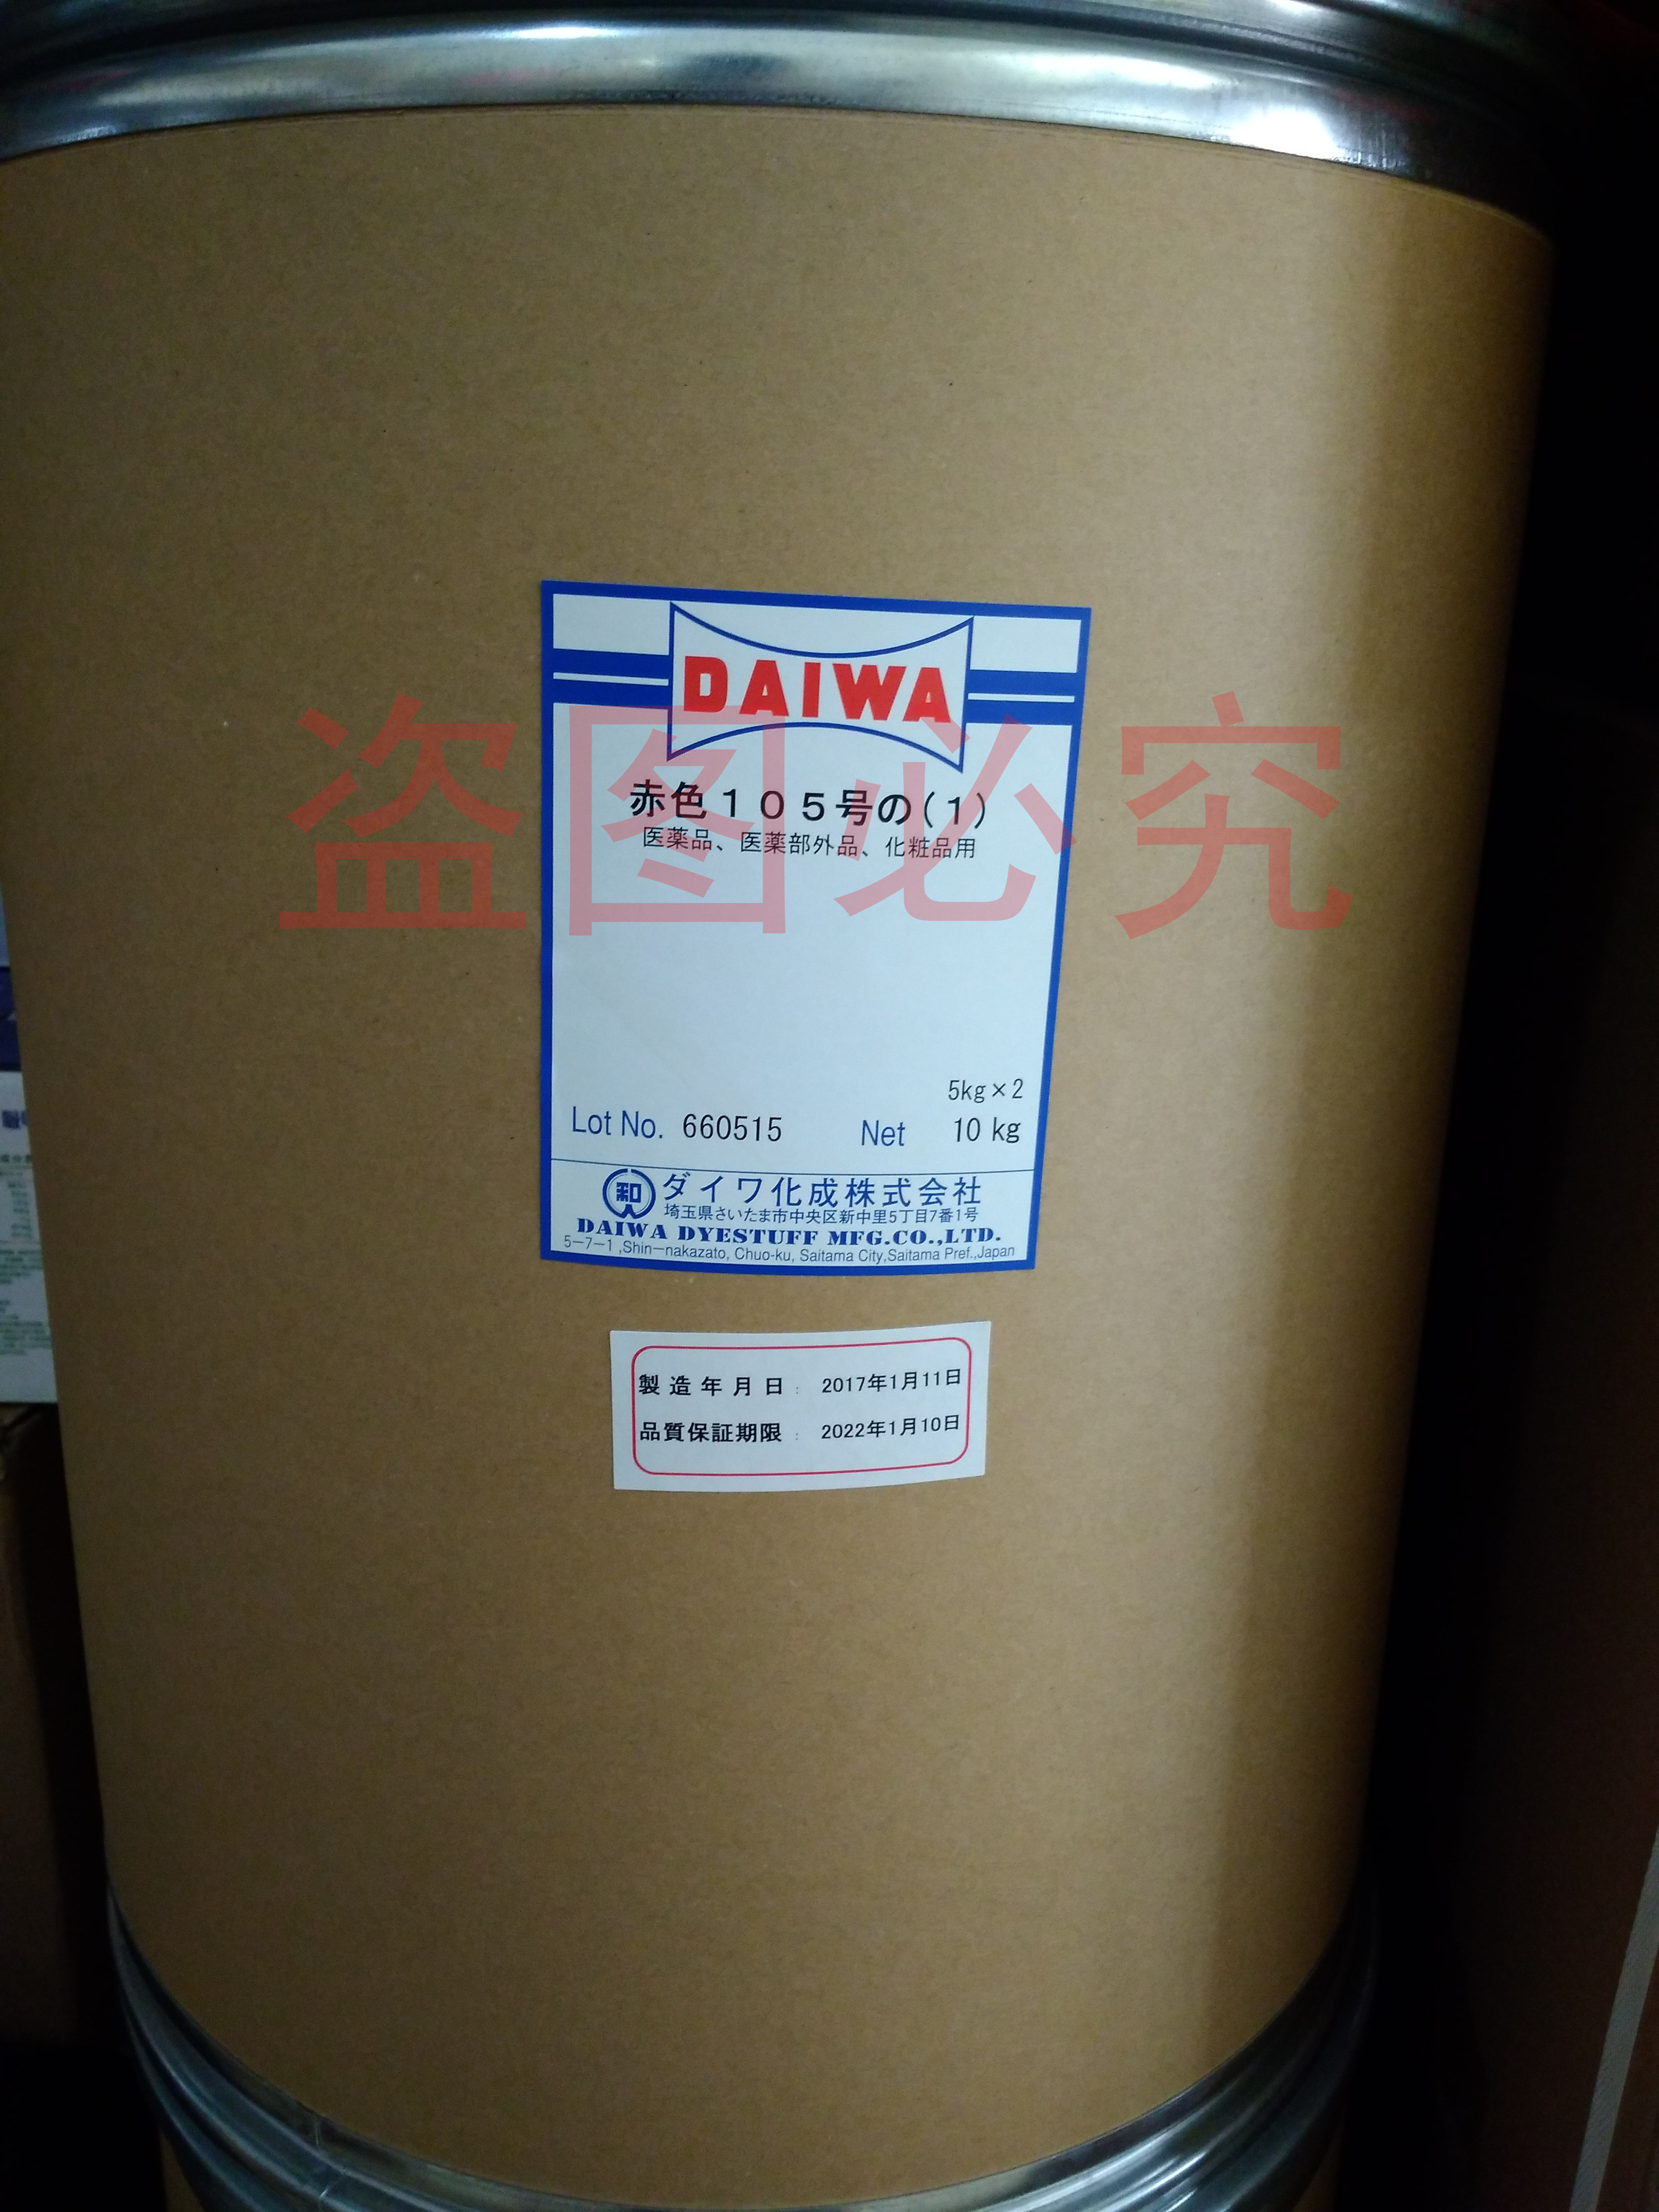 DAIWA
盗图必究
赤色105号の(1)
医薬品、医薬部外品、化粧品用
5kg×2
Lot No. 660515 Net 10 kg
ダイワ化成株式会社
埼玉県さいたま市中央区新中里5丁目7番1号
DAIWA DYESTUFF MFG.CO.,LTD.
5-7-1,Shin-nakazato, Chuo-ku, Saitama City,Saitama Pref.,Japan
製造年月日: 2017年1月11日
品質保証期限: 2022年1月10日